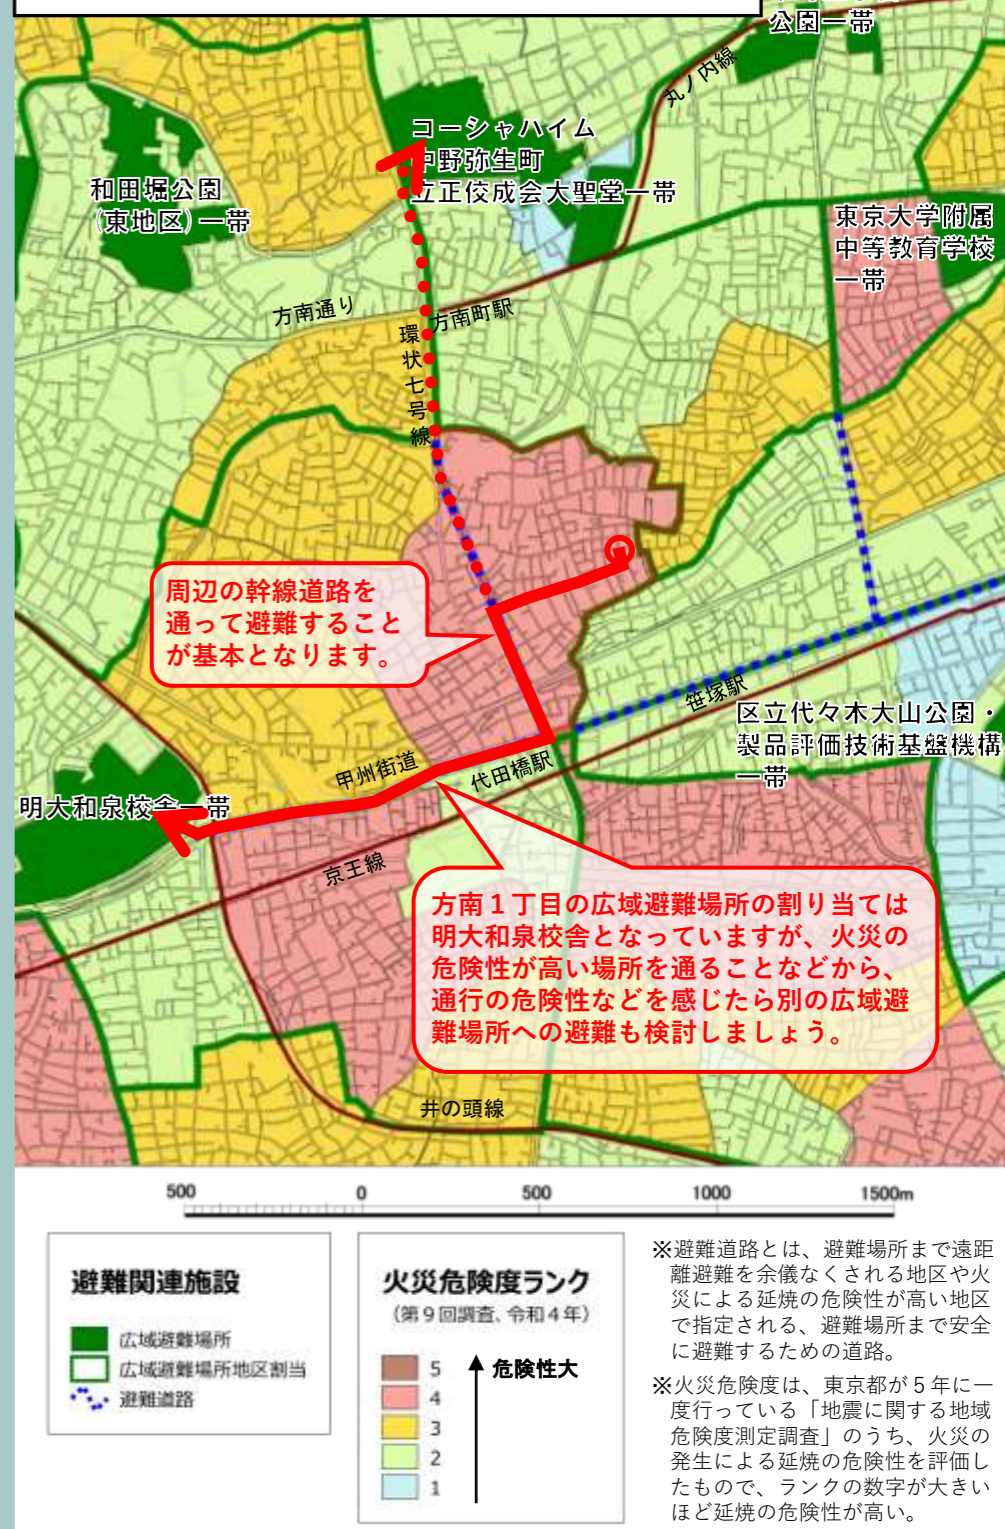 公園一帯
丸ノ内線
コーシャハイム
中野弥生町
立正佼成会大聖堂一帯
和田堀公園
(東地区)一帯
東京大学附属
中等教育学校
一帯
方南通り
方南町駅
環状七号線
周辺の幹線道路を
通って避難すること
が基本となります。
笹塚駅
区立代々木大山公園・
製品評価技術基盤機構
一帯
甲州街道
代田橋駅
明大和泉校舎一帯
京王線
方南1丁目の広域避難場所の割り当ては
明大和泉校舎となっていますが、火災の
危険性が高い場所を通ることなどから、
通行の危険性などを感じたら別の広域避
難場所への避難も検討しましょう。
井の頭線
500 0 500 1000 1500m
避難関連施設
広域避難場所
広域避難場所地区割当
避難道路
火災危険度ランク
(第9回調査、令和4年)
5 危険性大
4
3
2
1
※避難道路とは、避難場所まで遠距
離避難を余儀なくされる地区や火
災による延焼の危険性が高い地区
で指定される、避難場所まで安全
に避難するための道路。
※火災危険度は、東京都が5年に一
度行っている「地震に関する地域
危険度測定調査」のうち、火災の
発生による延焼の危険性を評価し
たもので、ランクの数字が大きい
ほど延焼の危険性が高い。